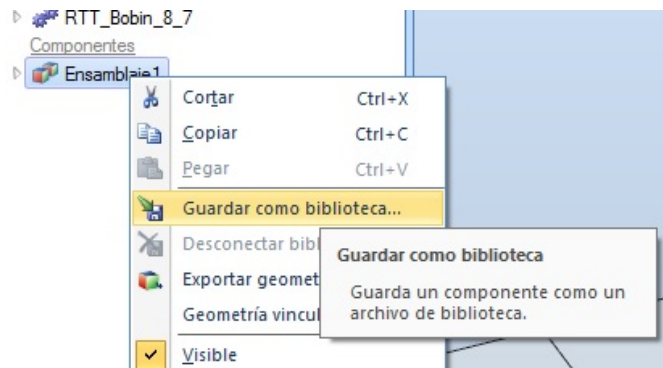 RTT_Bobin_8_7
Componentes
Ensamblaje1
Cortar Ctrl+X
Copiar Ctrl+C
Pegar Ctrl+V
Guardar como biblioteca...
Desconectar bibl
Exportar geomet
Geometría vincul
Visible
Guardar como biblioteca
Guarda un componente como un
archivo de biblioteca.